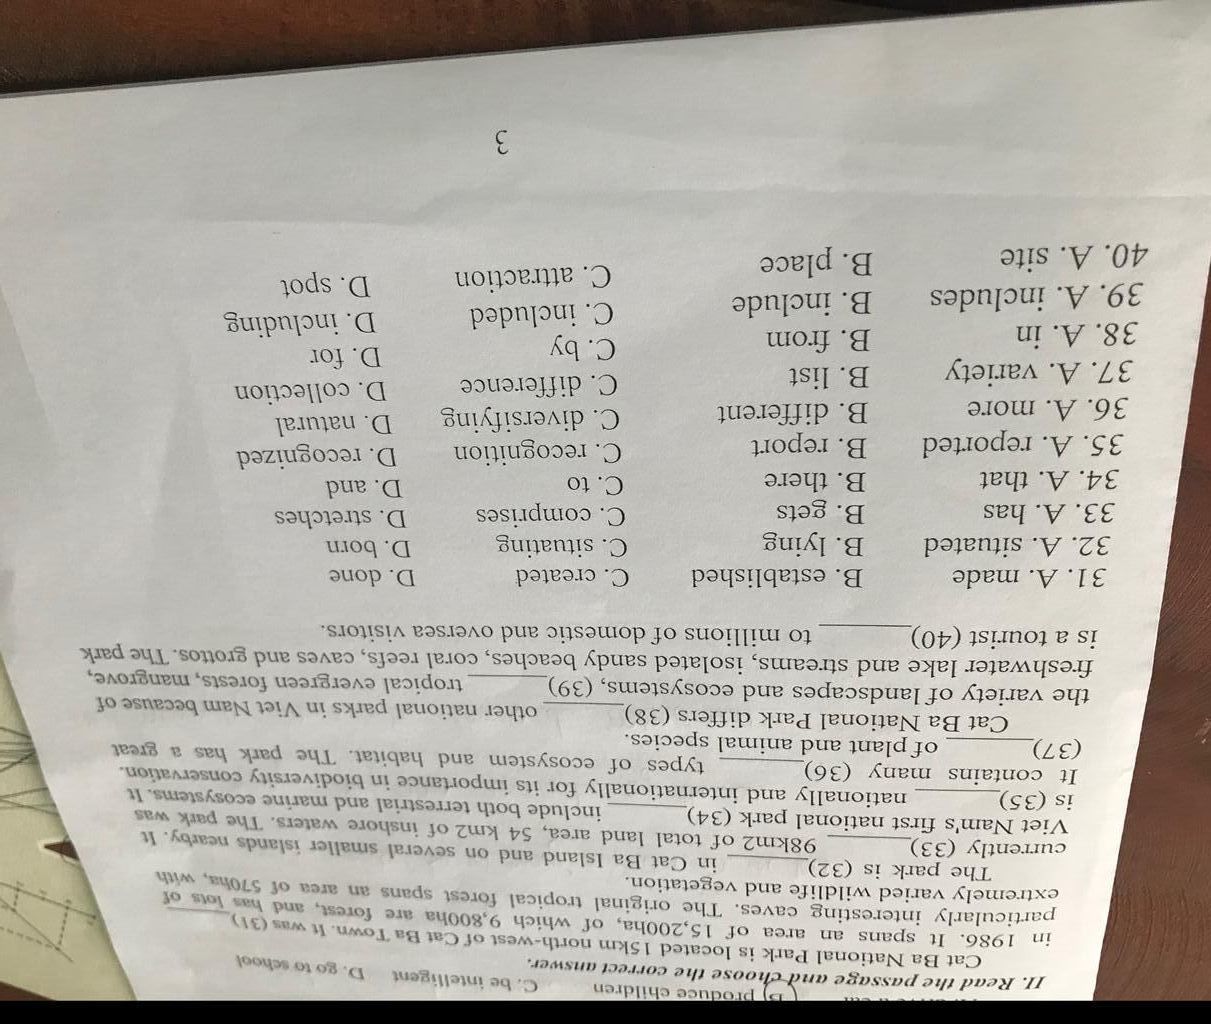 B) produce children C. be intelligent D. go to school
II. Read the passage and choose the correct answer.
Cat Ba National Park is located 15km north-west of Cat Ba Town. It was (31)______
in 1986. It spans an area of 15,200ha, of which 9,800ha are forest, and has lots of
particularly interesting caves. The original tropical forest spans an area of 570ha, with
extremely varied wildlife and vegetation.
The park is (32)______ in Cat Ba Island and on several smaller islands nearby. It
currently (33)______ 98km2 of total land area, 54 km2 of inshore waters. The park was
Viet Nam's first national park (34)______ include both terrestrial and marine ecosystems. It
is (35)______ nationally and internationally for its importance in biodiversity conservation.
It contains many (36)______ types of ecosystem and habitat. The park has a great
(37)______ of plant and animal species.
Cat Ba National Park differs (38)______ other national parks in Viet Nam because of
the variety of landscapes and ecosystems, (39)______ tropical evergreen forests, mangrove,
freshwater lake and streams, isolated sandy beaches, coral reefs, caves and grottos. The park
is a tourist (40)______ to millions of domestic and oversea visitors.
31. A. made B. established C. created D. done
32. A. situated B. lying C. situating D. born
33. A. has B. gets C. comprises D. stretches
34. A. that B. there C. to D. and
35. A. reported B. report C. recognition D. recognized
36. A. more B. different C. diversifying D. natural
37. A. variety B. list C. difference D. collection
38. A. in B. from C. by D. for
39. A. includes B. include C. included D. including
40. A. site B. place C. attraction D. spot
3